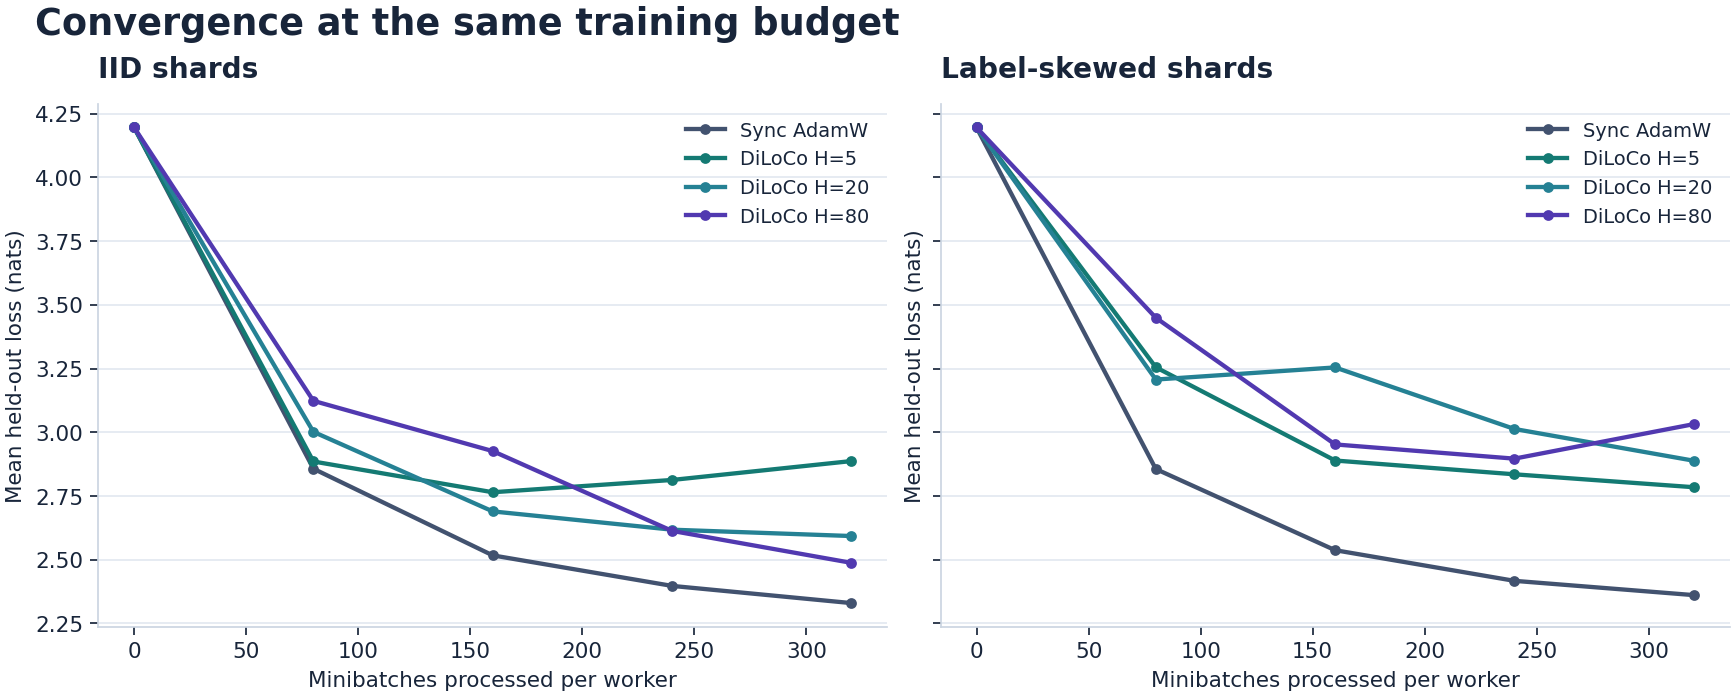 Convergence at the same training budget
IID shards
Mean held-out loss (nats)
4.25
4.00
3.75
3.50
3.25
3.00
2.75
2.50
2.25
Sync AdamW
DiLoCo H=5
DiLoCo H=20
DiLoCo H=80
0 50 100 150 200 250 300
Minibatches processed per worker
Label-skewed shards
Mean held-out loss (nats)
Sync AdamW
DiLoCo H=5
DiLoCo H=20
DiLoCo H=80
0 50 100 150 200 250 300
Minibatches processed per worker